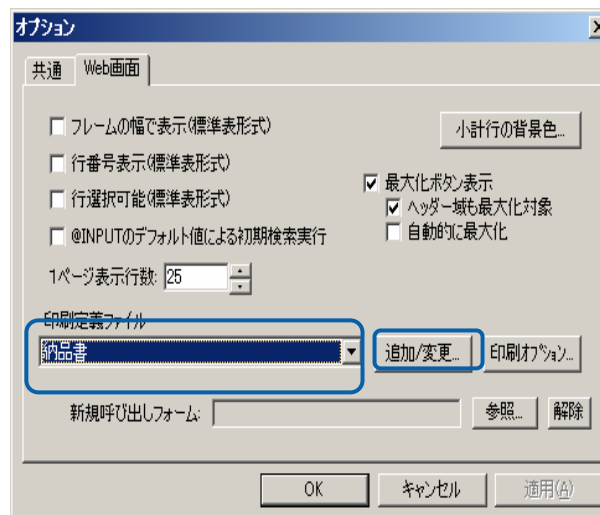 オプション
共通 Web画面
フレームの幅で表示(標準表形式)
小計行の背景色...
行番号表示(標準表形式)
最大化ボタン表示
行選択可能(標準表形式)
ヘッダー域も最大化対象
@INPUTのデフォルト値による初期検索実行
自動的に最大化
1ページ表示行数: 25
印刷定義ファイル
納品書 追加/変更... 印刷オプション...
新規呼び出しフォーム: 参照... 解除
OK キャンセル 適用(A)